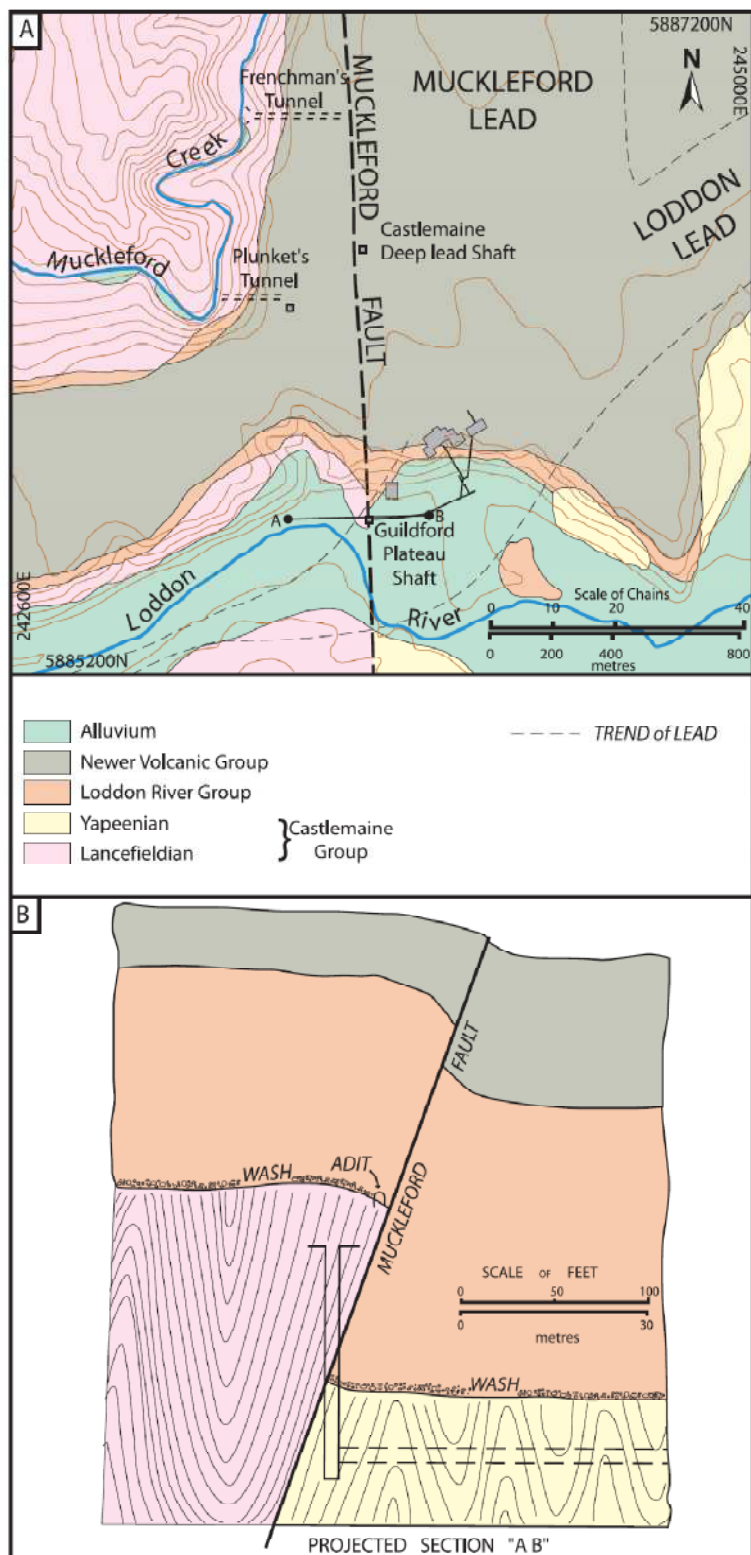 A
5887200N
245000E
N
MUCKLEFORD
FAULT
Frenchman's
Tunnel
MUCKLEFORD
LEAD
Creek
LODDON
LEAD
Castlemaine
Deep lead Shaft
Muckleford
Plunket's
Tunnel
A
B
Guildford
Plateau
Shaft
Loddon
River
242600E
5885200N
Scale of Chains
0 10 20 40
0 200 400 800
metres
Alluvium
Newer Volcanic Group
Loddon River Group
Yapeenian
Lancefieldian
} Castlemaine
Group
TREND of LEAD
B
FAULT
MUCKLEFORD
WASH
ADIT
SCALE OF FEET
0 50 100
0 30
metres
WASH
PROJECTED SECTION "A B"